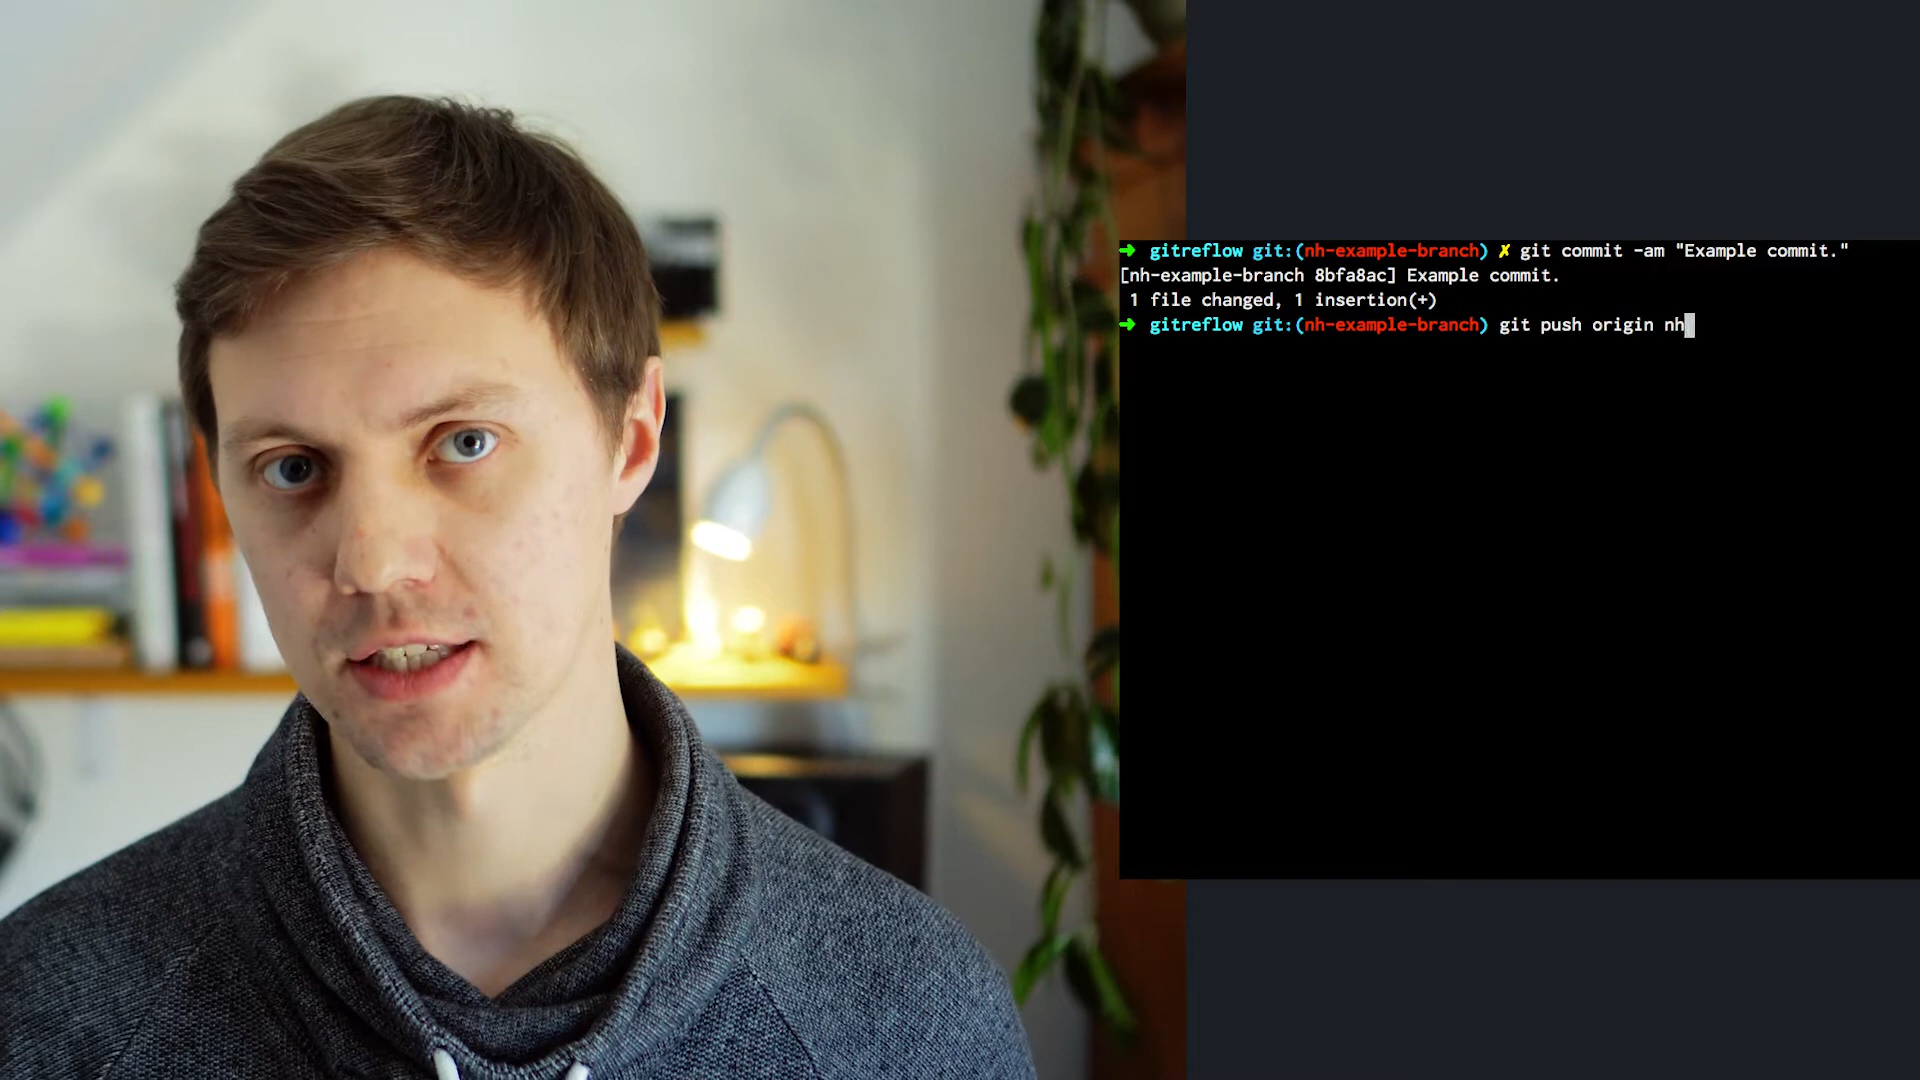 ➜ gitreflow git:(nh-example-branch) ✗ git commit -am "Example commit."
[nh-example-branch 8bfa8ac] Example commit.
1 file changed, 1 insertion(+)
➜ gitreflow git:(nh-example-branch) git push origin nh